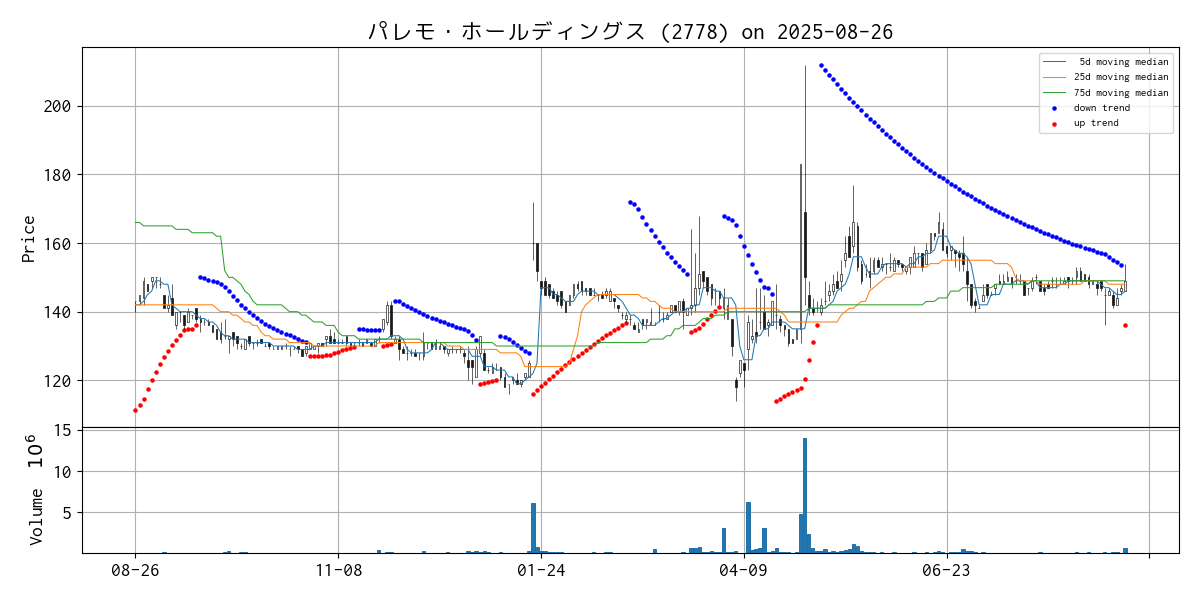 パレモ・ホールディングス (2778) on 2025-08-26
5d moving median
25d moving median
75d moving median
down trend
up trend
Price
200
180
160
140
120
Volume 10^6
15
10
5
08-26
11-08
01-24
04-09
06-23